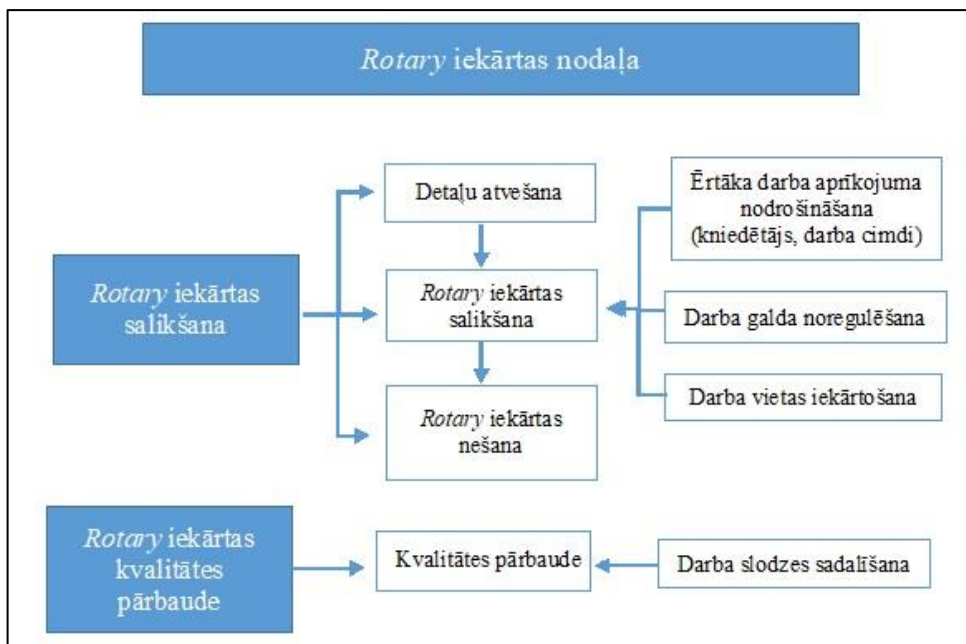 Rotary iekārtas nodaļa
Detaļu atvešana
Ērtāka darba aprīkojuma
nodrošināšana
(kniedētājs, darba cimdi)
Rotary iekārtas
salikšana
Rotary iekārtas
salikšana
Darba galda noregulēšana
Darba vietas iekārtošana
Rotary iekārtas
nešana
Rotary iekārtas
kvalitātes
pārbaude
Kvalitātes pārbaude
Darba slodzes sadalīšana